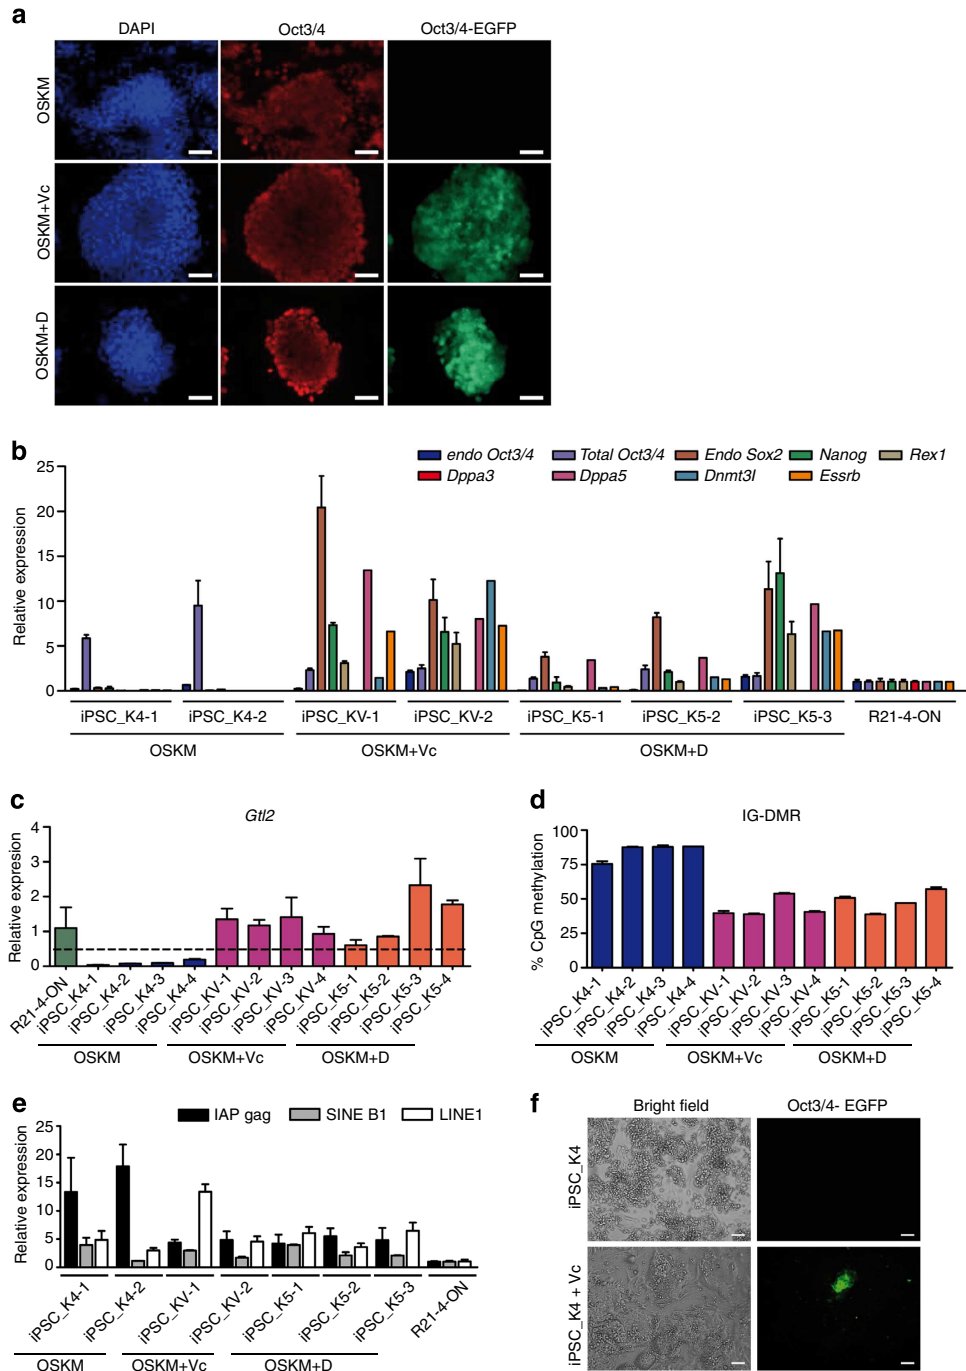 a
DAPI
Oct3/4
Oct3/4-EGFP
OSKM
OSKM+Vc
OSKM+D
b
endo Oct3/4
Total Oct3/4
Endo Sox2
Nanog
Rex1
Dppa3
Dppa5
Dnmt3l
Essrb
Relative expression
25
20
15
10
5
0
iPSC_K4-1
iPSC_K4-2
iPSC_KV-1
iPSC_KV-2
iPSC_K5-1
iPSC_K5-2
iPSC_K5-3
R21-4-ON
OSKM
OSKM+Vc
OSKM+D
c
Gtl2
Relative expression
4
3
2
1
0
R21-4-ON
iPSC_K4-1
iPSC_K4-2
iPSC_K4-3
iPSC_K4-4
iPSC_KV-1
iPSC_KV-2
iPSC_KV-3
iPSC_KV-4
iPSC_K5-1
iPSC_K5-2
iPSC_K5-3
iPSC_K5-4
OSKM
OSKM+Vc
OSKM+D
d
IG-DMR
% CpG methylation
100
75
50
25
0
iPSC_K4-1
iPSC_K4-2
iPSC_K4-3
iPSC_K4-4
iPSC_KV-1
iPSC_KV-2
iPSC_KV-3
iPSC_KV-4
iPSC_K5-1
iPSC_K5-2
iPSC_K5-3
iPSC_K5-4
OSKM
OSKM+Vc
OSKM+D
e
IAP gag
SINE B1
LINE1
Relative expression
25
20
15
10
5
0
iPSC_K4-1
iPSC_K4-2
iPSC_KV-1
iPSC_KV-2
iPSC_K5-1
iPSC_K5-2
iPSC_K5-3
R21-4-ON
OSKM
OSKM+Vc
OSKM+D
f
Bright field
Oct3/4- EGFP
iPSC_K4
iPSC_K4 + Vc